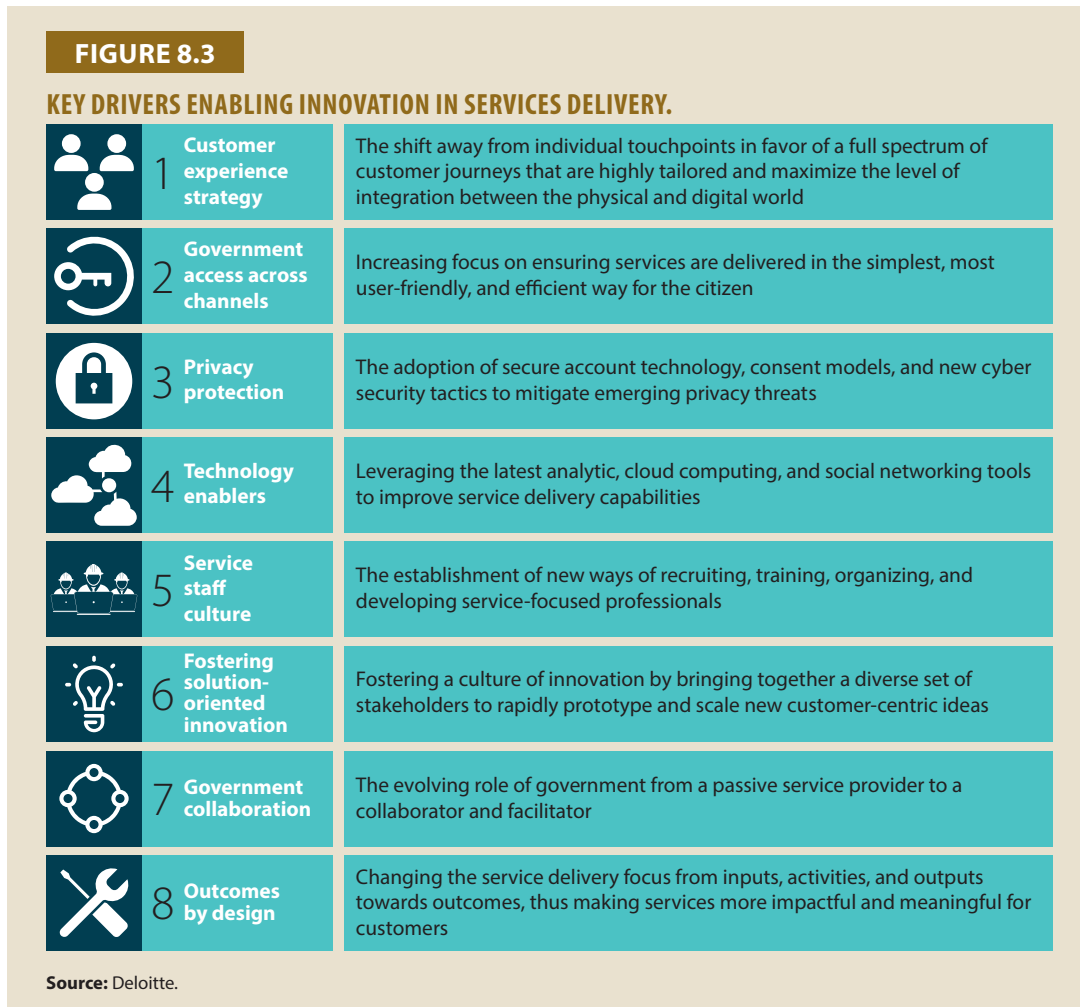 FIGURE 8.3
KEY DRIVERS ENABLING INNOVATION IN SERVICES DELIVERY.
1
Customer
experience
strategy
The shift away from individual touchpoints in favor of a full spectrum of
customer journeys that are highly tailored and maximize the level of
integration between the physical and digital world
2
Government
access across
channels
Increasing focus on ensuring services are delivered in the simplest, most
user-friendly, and efficient way for the citizen
3
Privacy
protection
The adoption of secure account technology, consent models, and new cyber
security tactics to mitigate emerging privacy threats
4
Technology
enablers
Leveraging the latest analytic, cloud computing, and social networking tools
to improve service delivery capabilities
5
Service
staff
culture
The establishment of new ways of recruiting, training, organizing, and
developing service-focused professionals
6
Fostering
solution-
oriented
innovation
Fostering a culture of innovation by bringing together a diverse set of
stakeholders to rapidly prototype and scale new customer-centric ideas
7
Government
collaboration
The evolving role of government from a passive service provider to a
collaborator and facilitator
8
Outcomes
by design
Changing the service delivery focus from inputs, activities, and outputs
towards outcomes, thus making services more impactful and meaningful for
customers
Source: Deloitte.